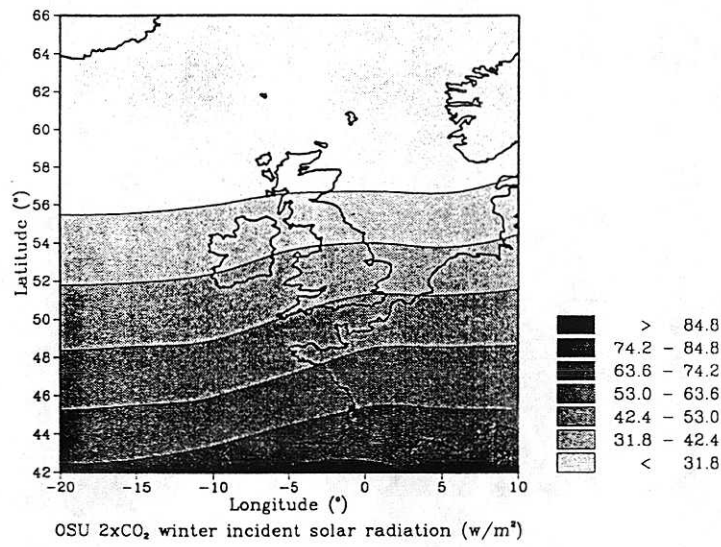 66
64
62
60
58
56
54
52
50
48
46
44
42
Latitude (°)
-20 -15 -10 -5 0 5 10
Longitude (°)
> 84.8
74.2 - 84.8
63.6 - 74.2
53.0 - 63.6
42.4 - 53.0
31.8 - 42.4
< 31.8
OSU 2xCO₂ winter incident solar radiation (w/m²)